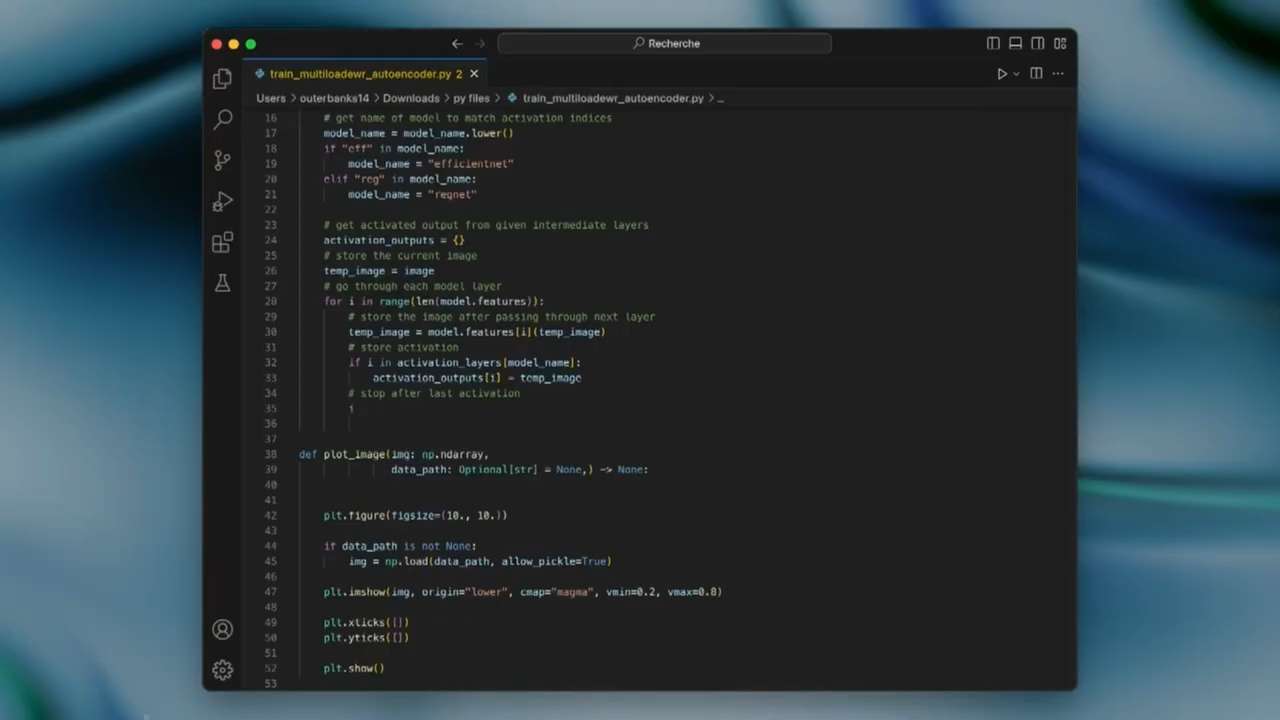 Recherche
train_multiloadewr_autoencoder.py 2
Users > outerbanks14 > Downloads > py files > train_multiloadewr_autoencoder.py > ...
16 # get name of model to match activation indices
17 model_name = model_name.lower()
18 if "eff" in model_name:
19 model_name = "efficientnet"
20 elif "reg" in model_name:
21 model_name = "regnet"
22
23 # get activated output from given intermediate layers
24 activation_outputs = {}
25 # store the current image
26 temp_image = image
27 # go through each model layer
28 for i in range(len(model.features)):
29 # store the image after passing through next layer
30 temp_image = model.features[i](temp_image)
31 # store activation
32 if i in activation_layers[model_name]:
33 activation_outputs[i] = temp_image
34 # stop after last activation
35 i
36
37
38 def plot_image(img: np.ndarray,
39 data_path: Optional[str] = None,) -> None:
40
41
42 plt.figure(figsize=(10., 10.))
43
44 if data_path is not None:
45 img = np.load(data_path, allow_pickle=True)
46
47 plt.imshow(img, origin="lower", cmap="magma", vmin=0.2, vmax=0.8)
48
49 plt.xticks([])
50 plt.yticks([])
51
52 plt.show()
53